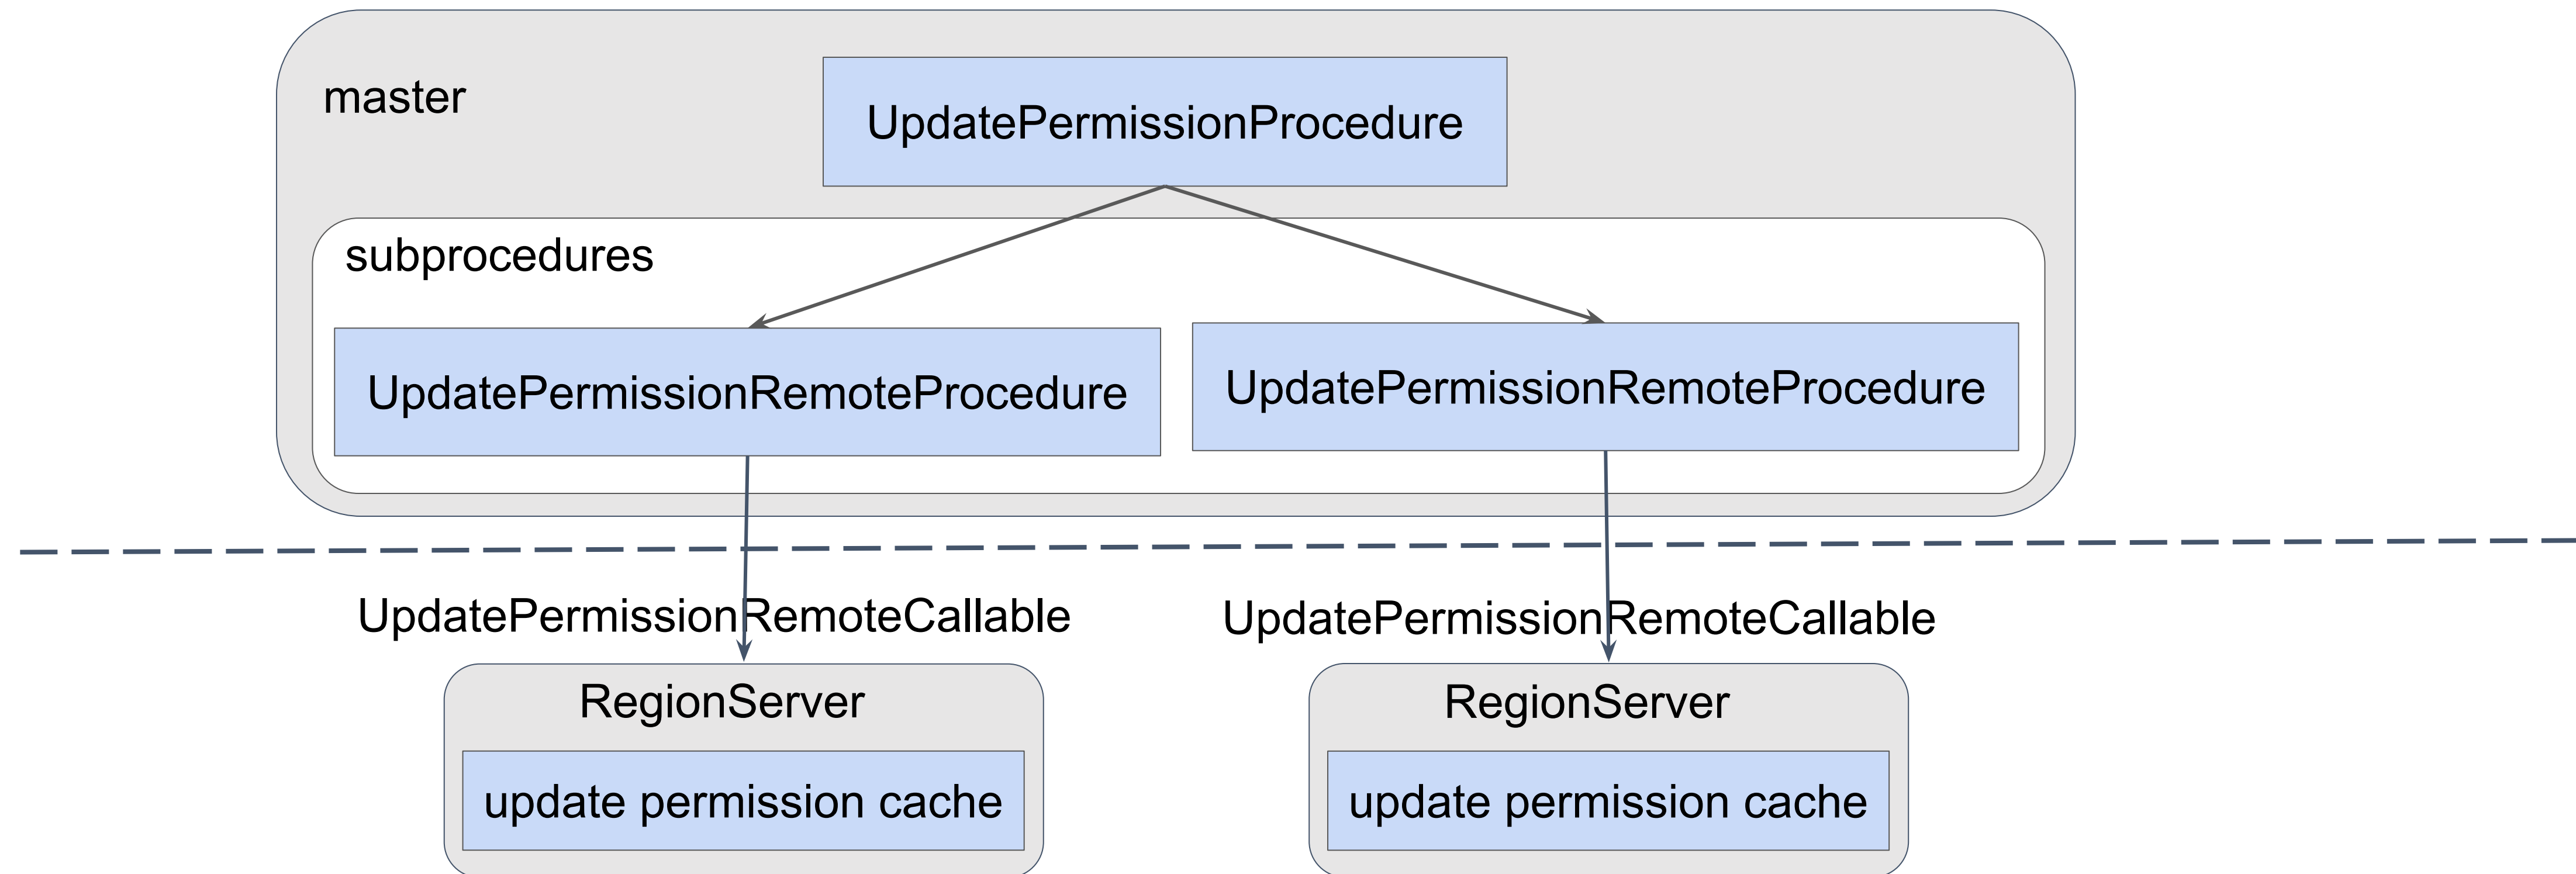 master
UpdatePermissionProcedure
subprocedures
UpdatePermissionRemoteProcedure
UpdatePermissionRemoteProcedure
UpdatePermissionRemoteCallable
UpdatePermissionRemoteCallable
RegionServer
RegionServer
update permission cache
update permission cache